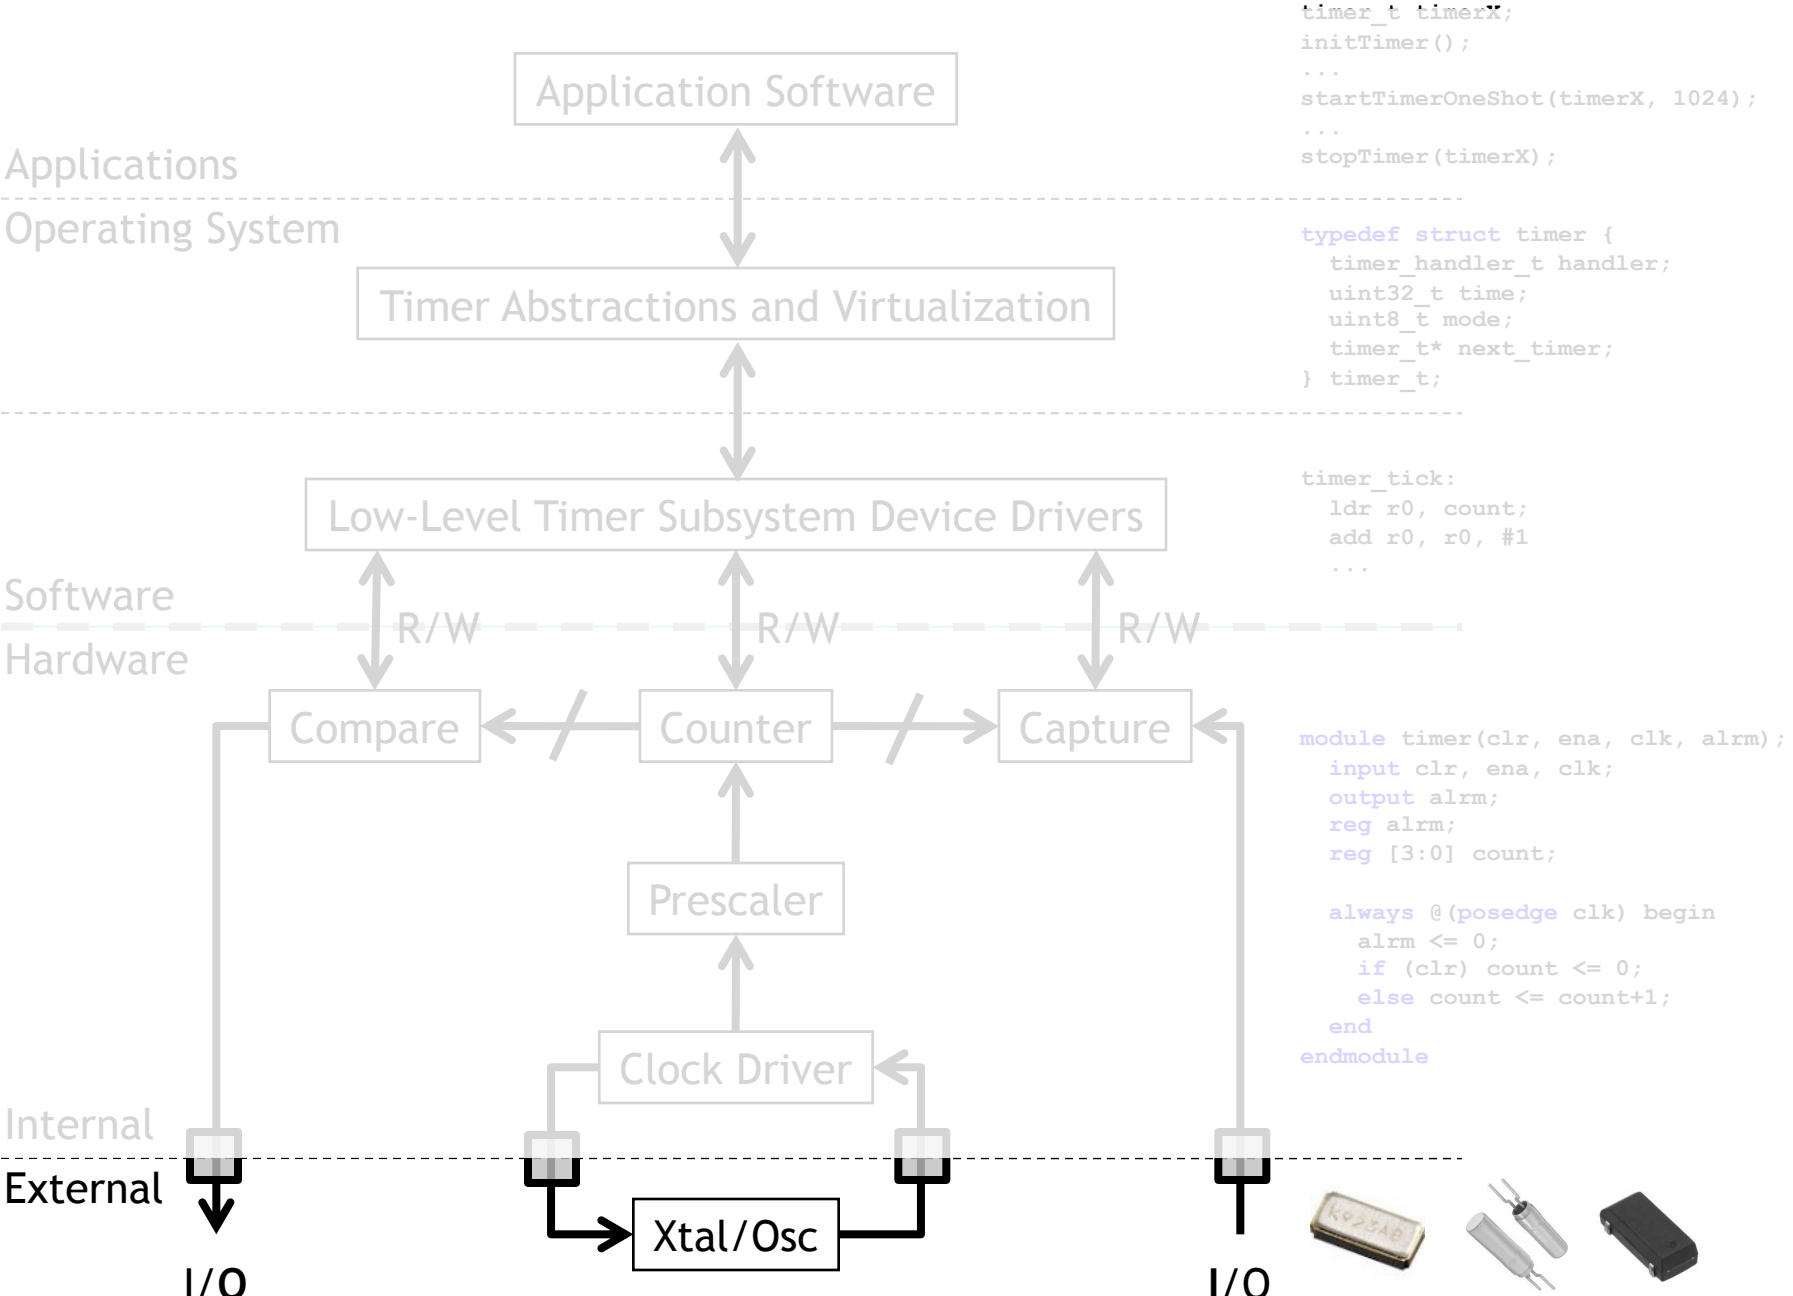 timer_t timerX;
initTimer();
...
startTimerOneShot(timerX, 1024);
...
stopTimer(timerX);
Application Software
Applications
Operating System
Timer Abstractions and Virtualization
typedef struct timer {
timer_handler_t handler;
uint32_t time;
uint8_t mode;
timer_t* next_timer;
} timer_t;
Low-Level Timer Subsystem Device Drivers
timer_tick:
ldr r0, count;
add r0, r0, #1
...
Software
R/W R/W R/W
Hardware
Compare Counter Capture
module timer(clr, ena, clk, alrm);
input clr, ena, clk;
output alrm;
reg alrm;
reg [3:0] count;
always @(posedge clk) begin
alrm <= 0;
if (clr) count <= 0;
else count <= count+1;
end
endmodule
Prescaler
Clock Driver
Internal
External
Xtal/Osc
I/O I/O